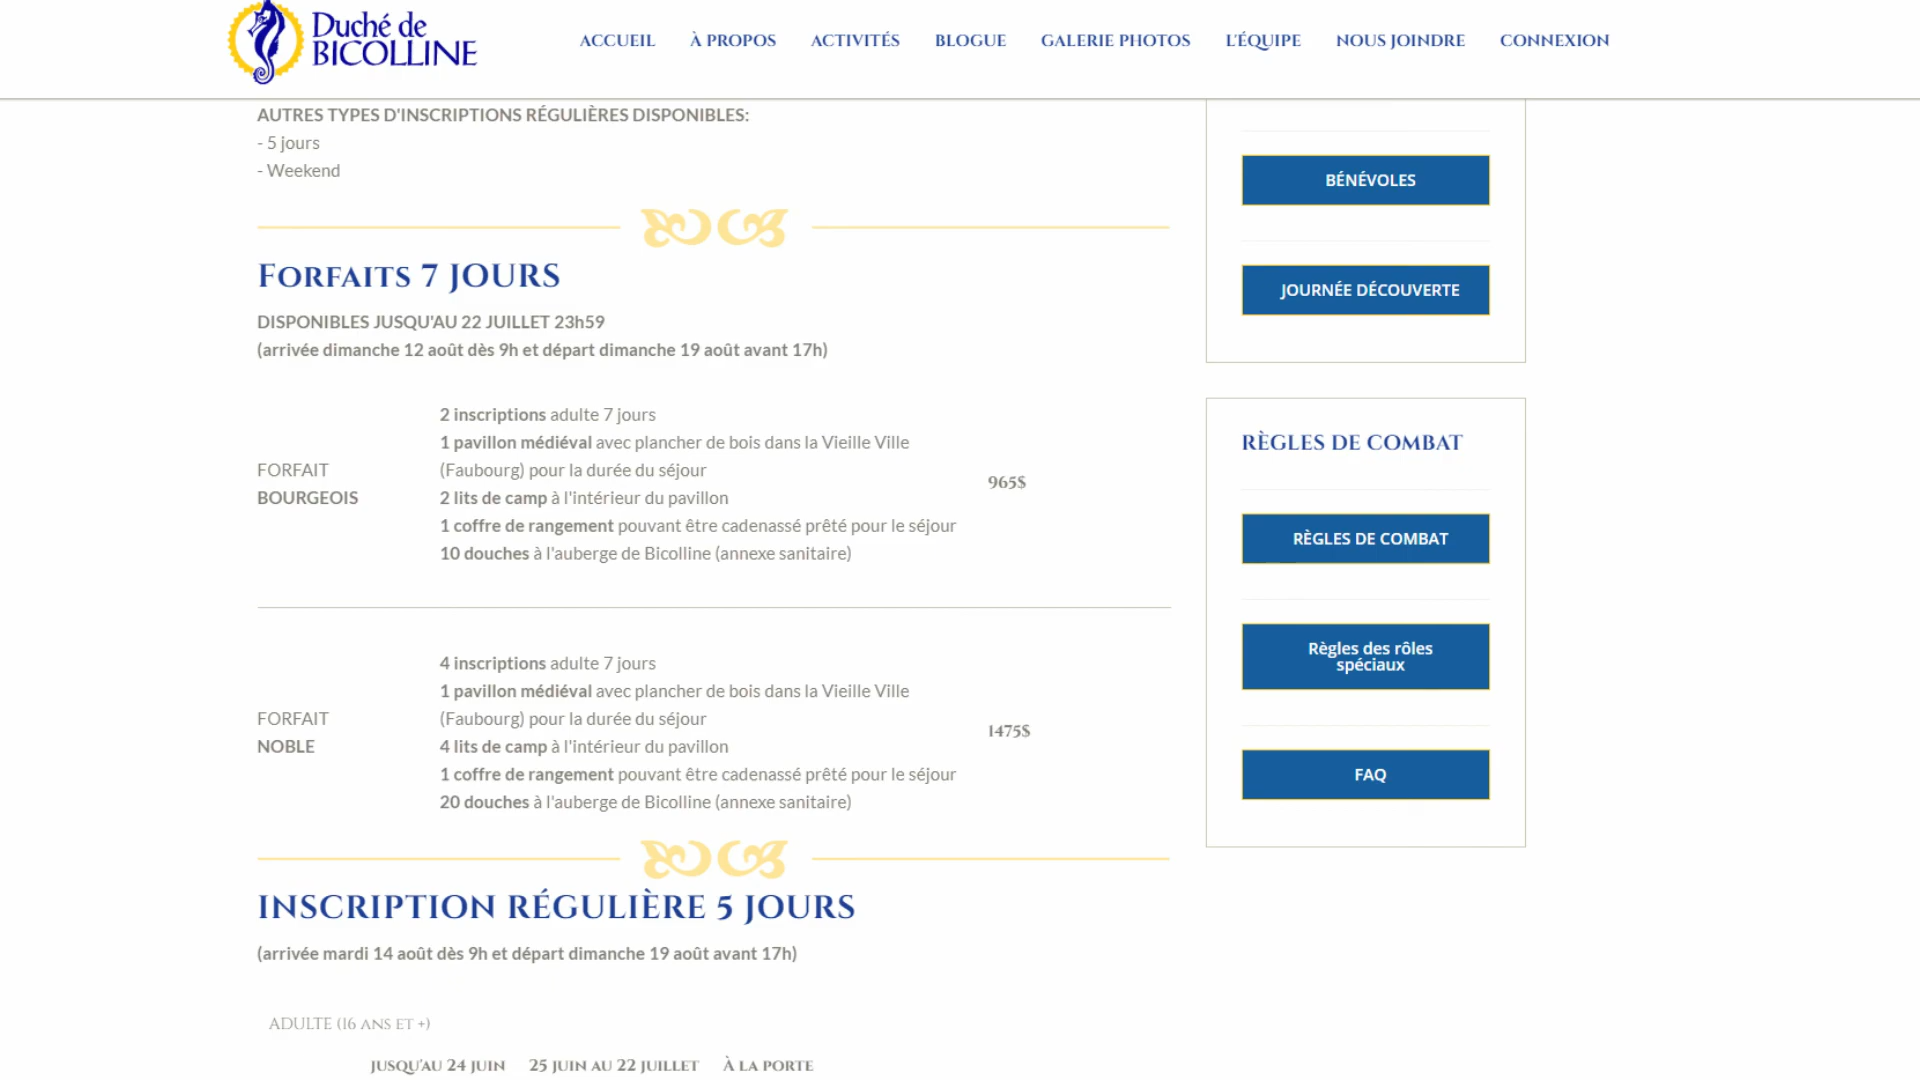 Duché de
BICOLLINE
ACCUEIL
À PROPOS
ACTIVITÉS
BLOGUE
GALERIE PHOTOS
L'ÉQUIPE
NOUS JOINDRE
CONNEXION
AUTRES TYPES D'INSCRIPTIONS RÉGULIÈRES DISPONIBLES:
- 5 jours
- Weekend
Forfaits 7 JOURS
DISPONIBLES JUSQU'AU 22 JUILLET 23h59
(arrivée dimanche 12 août dès 9h et départ dimanche 19 août avant 17h)
FORFAIT
BOURGEOIS
2 inscriptions adulte 7 jours
1 pavillon médiéval avec plancher de bois dans la Vieille Ville
(Faubourg) pour la durée du séjour
2 lits de camp à l'intérieur du pavillon
1 coffre de rangement pouvant être cadenassé prêté pour le séjour
10 douches à l'auberge de Bicolline (annexe sanitaire)
965$
FORFAIT
NOBLE
4 inscriptions adulte 7 jours
1 pavillon médiéval avec plancher de bois dans la Vieille Ville
(Faubourg) pour la durée du séjour
4 lits de camp à l'intérieur du pavillon
1 coffre de rangement pouvant être cadenassé prêté pour le séjour
20 douches à l'auberge de Bicolline (annexe sanitaire)
1475$
INSCRIPTION RÉGULIÈRE 5 JOURS
(arrivée mardi 14 août dès 9h et départ dimanche 19 août avant 17h)
ADULTE (16 ANS ET +)
JUSQU'AU 24 JUIN
25 JUIN AU 22 JUILLET
À LA PORTE
BÉNÉVOLES
JOURNÉE DÉCOUVERTE
RÈGLES DE COMBAT
RÈGLES DE COMBAT
Règles des rôles
spéciaux
FAQ